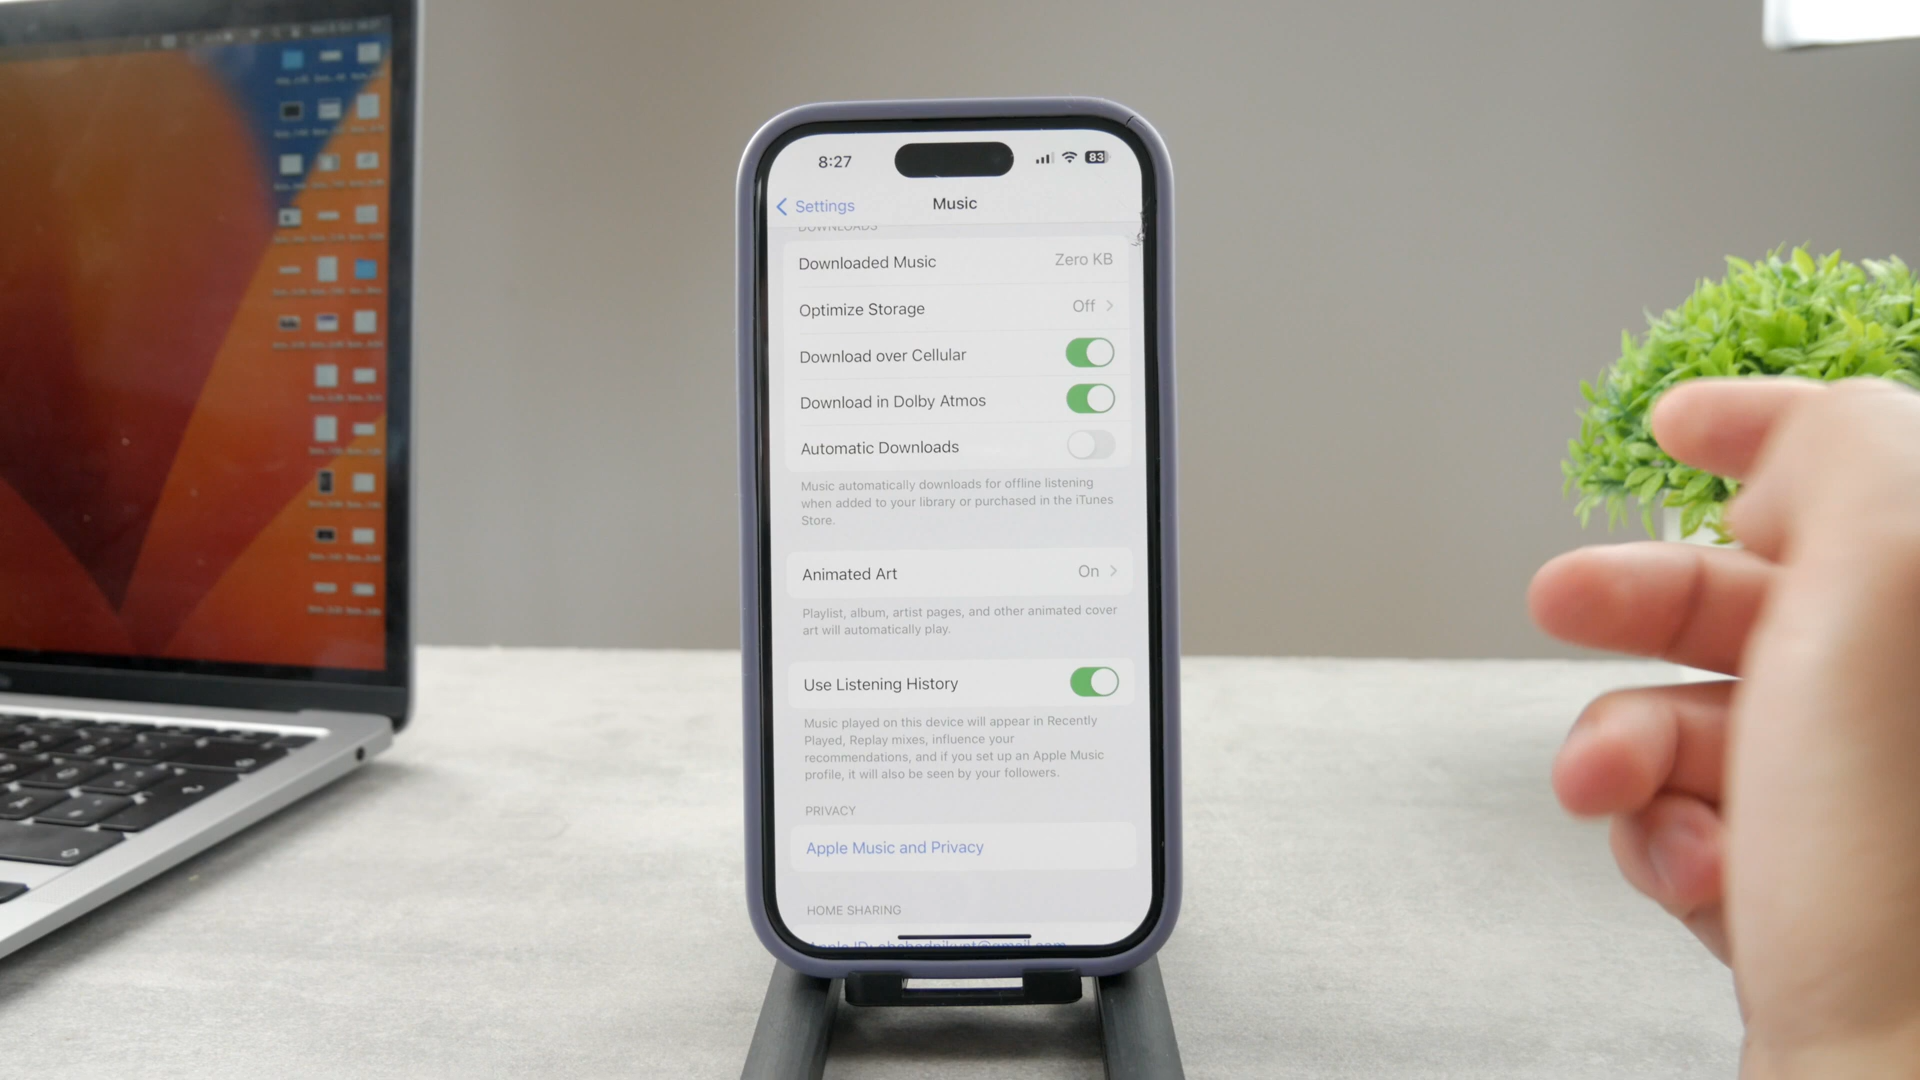 8:27
83
Settings
Music
DOWNLOADS
Downloaded Music
Zero KB
Optimize Storage
Off
Download over Cellular
Download in Dolby Atmos
Automatic Downloads
Music automatically downloads for offline listening
when added to your library or purchased in the iTunes
Store.
Animated Art
On
Playlist, album, artist pages, and other animated cover
art will automatically play.
Use Listening History
Music played on this device will appear in Recently
Played, Replay mixes, influence your
recommendations, and if you set up an Apple Music
profile, it will also be seen by your followers.
PRIVACY
Apple Music and Privacy
HOME SHARING
Apple ID: